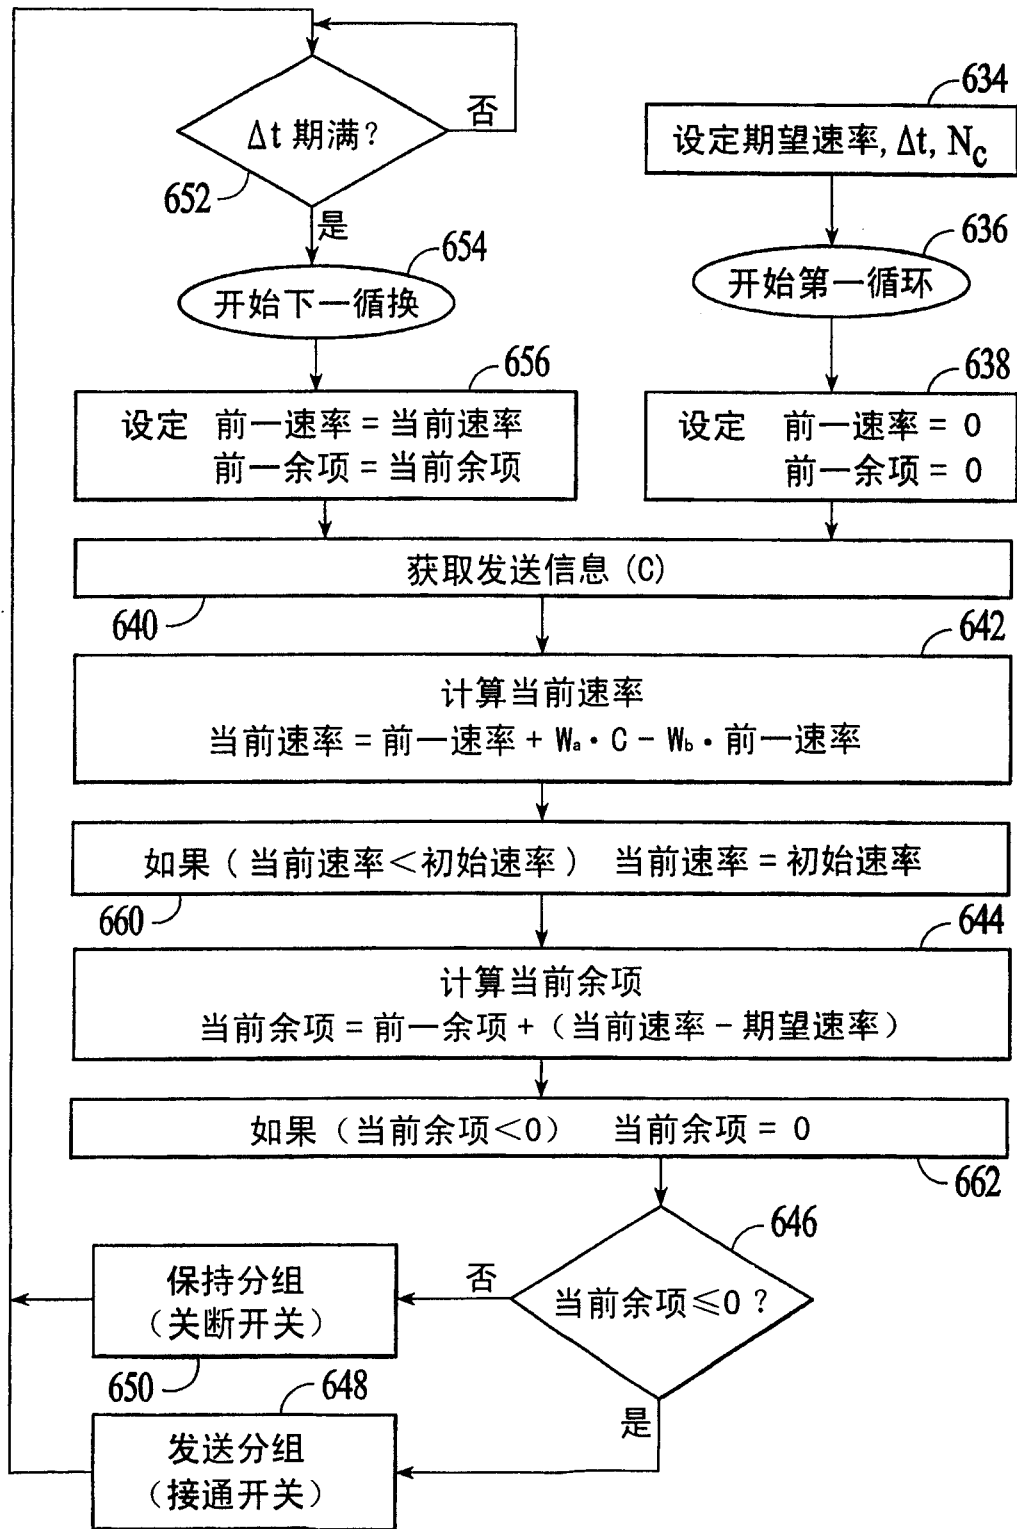 Δt 期满？
否
652
是
654
开始下一循换
656
设定 前一速率 = 当前速率
前一余项 = 当前余项
634
设定期望速率, Δt, Nc
636
开始第一循环
638
设定 前一速率 = 0
前一余项 = 0
获取发送信息 (C)
640
642
计算当前速率
当前速率 = 前一速率 + Wa · C - Wb · 前一速率
如果（当前速率＜初始速率） 当前速率 = 初始速率
660
644
计算当前余项
当前余项 = 前一余项 + （当前速率 - 期望速率）
如果（当前余项＜0） 当前余项 = 0
662
646
当前余项≤0 ？
否
保持分组
（关断开关）
650
648
是
发送分组
（接通开关）